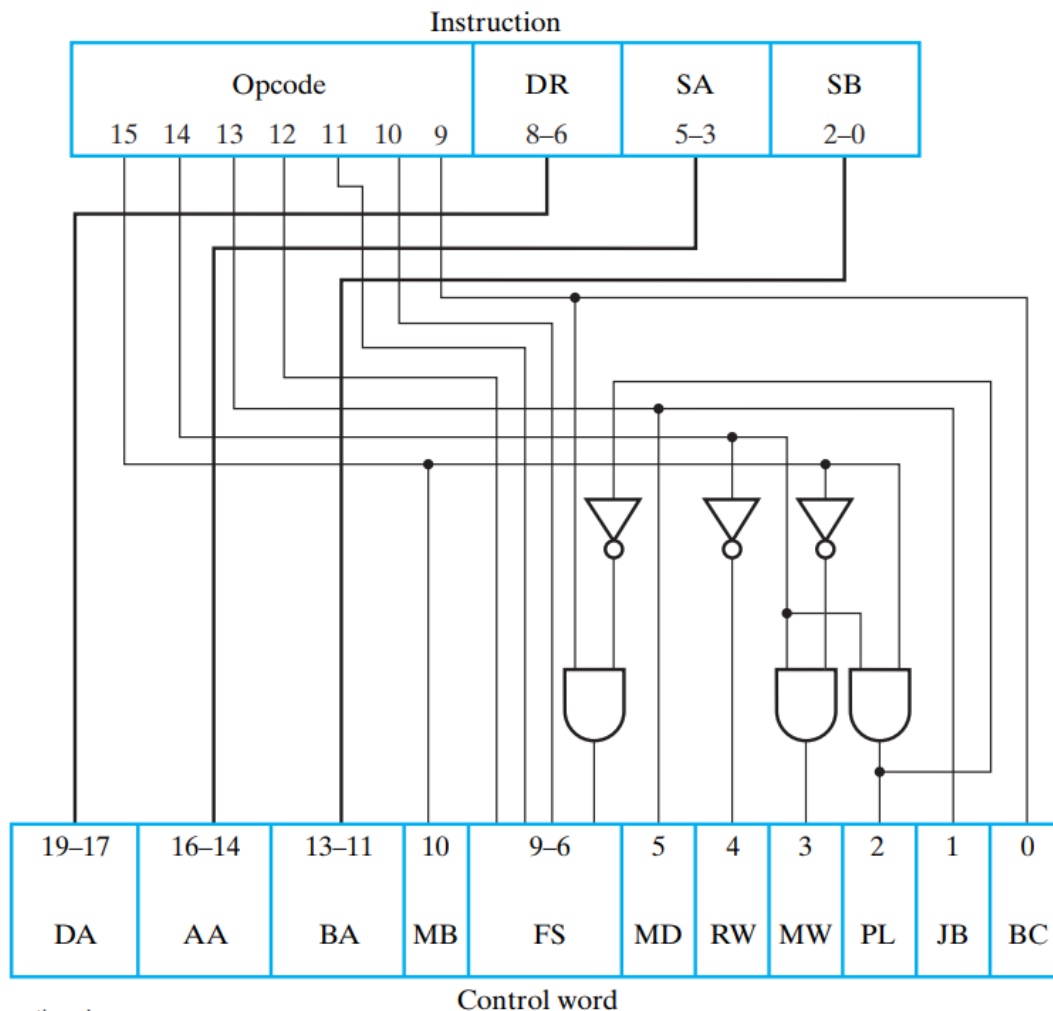 Instruction
Opcode DR SA SB
15 14 13 12 11 10 9 8–6 5–3 2–0
19–17 16–14 13–11 10 9–6 5 4 3 2 1 0
DA AA BA MB FS MD RW MW PL JB BC
Control word